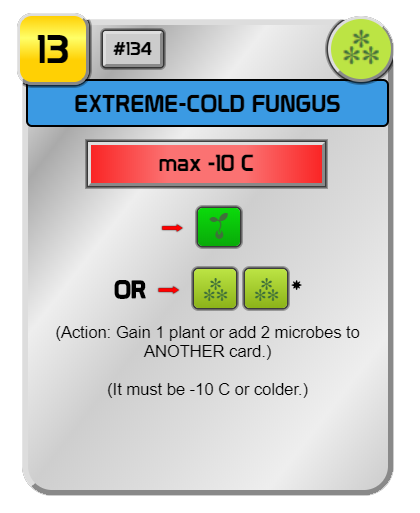 13
#134
EXTREME-COLD FUNGUS
max -10 C
OR
*
(Action: Gain 1 plant or add 2 microbes to
ANOTHER card.)
(It must be -10 C or colder.)